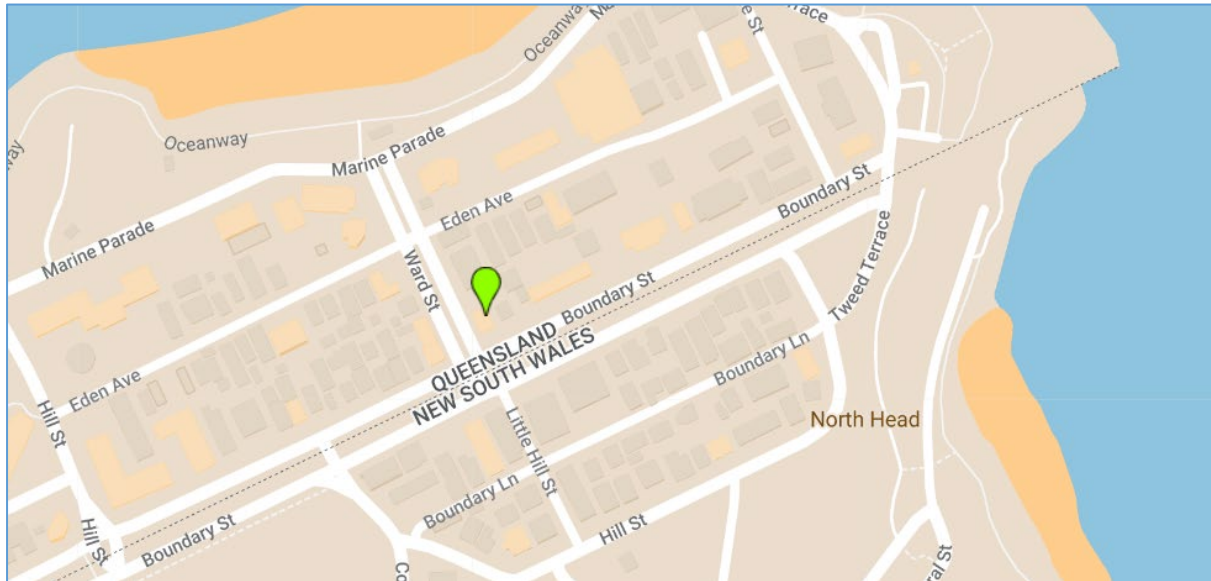 Oceanway
Oceanway
Marine Parade
Marine Parade
Eden Ave
Eden Ave
Ward St
Boundary St
Boundary St
QUEENSLAND
NEW SOUTH WALES
Tweed Terrace
Boundary Ln
Boundary Ln
Little Hill St
North Head
Hill St
Hill St
Hill St
Boundary St